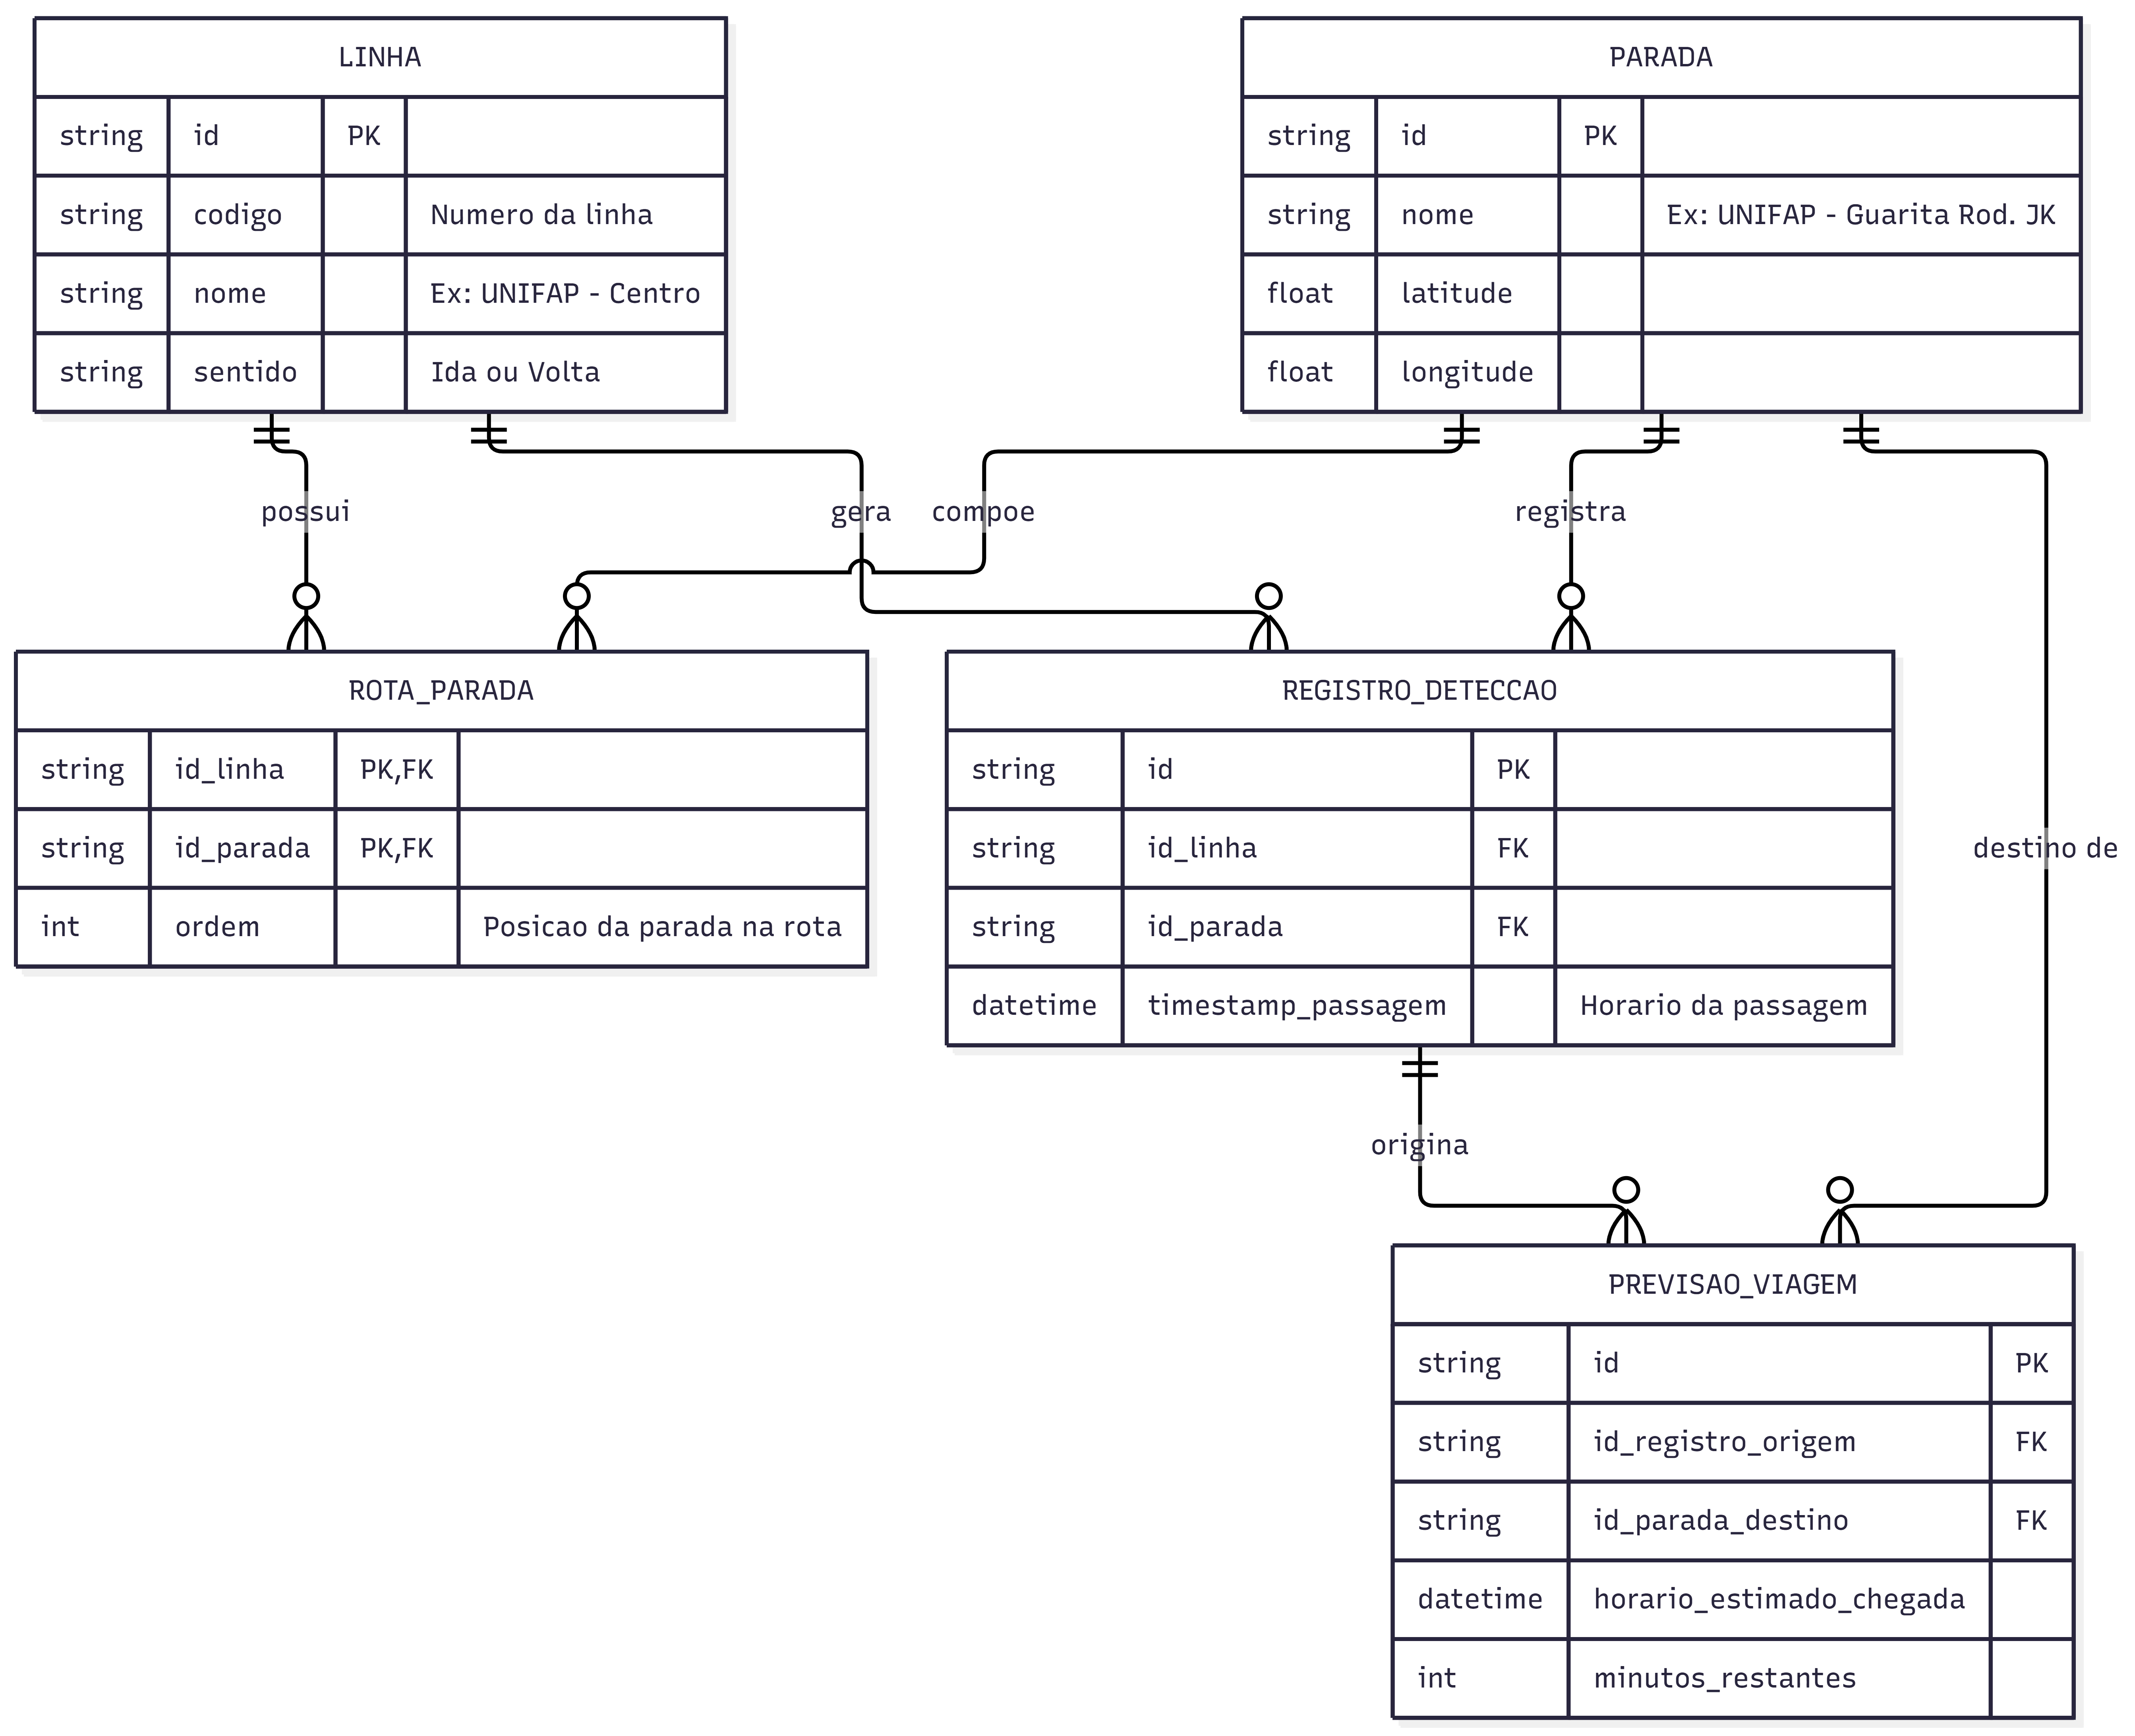 LINHA
string id PK
string codigo Numero da linha
string nome Ex: UNIFAP - Centro
string sentido Ida ou Volta
PARADA
string id PK
string nome Ex: UNIFAP - Guarita Rod. JK
float latitude
float longitude
possui
gera
compoe
registra
ROTA_PARADA
string id_linha PK,FK
string id_parada PK,FK
int ordem Posicao da parada na rota
REGISTRO_DETECCAO
string id PK
string id_linha FK
string id_parada FK
datetime timestamp_passagem Horario da passagem
destino de
origina
PREVISAO_VIAGEM
string id PK
string id_registro_origem FK
string id_parada_destino FK
datetime horario_estimado_chegada
int minutos_restantes